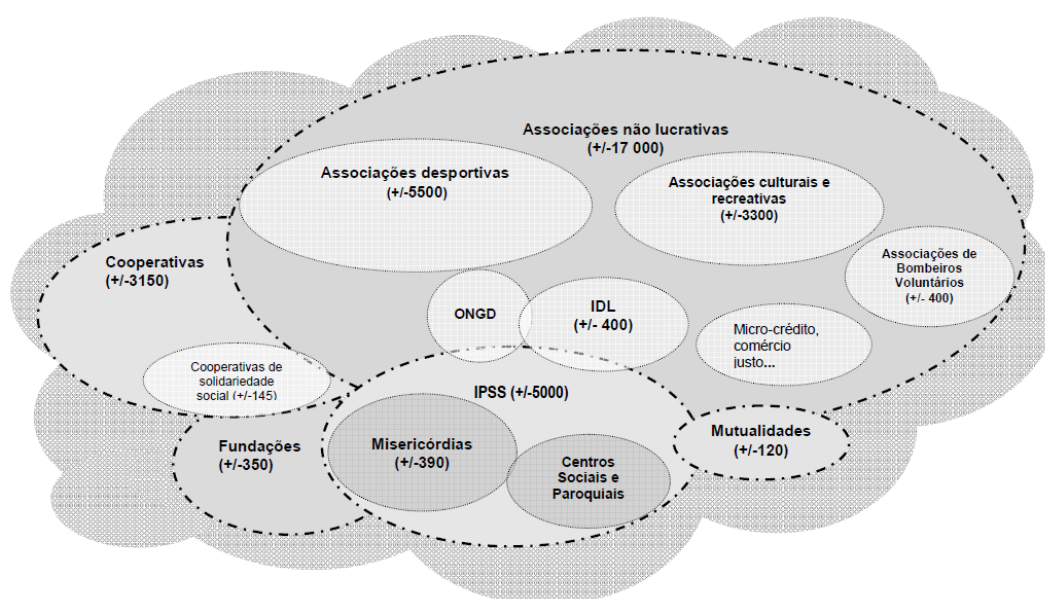 Associações não lucrativas
(+/-17 000)
Associações desportivas
(+/-5500)
Associações culturais e
recreativas
(+/-3300)
Cooperativas
(+/-3150)
Associações de
Bombeiros
Voluntários
(+/- 400)
ONGD
IDL
(+/- 400)
Micro-crédito,
comércio
justo...
Cooperativas de
solidariedade
social (+/-145)
IPSS (+/-5000)
Fundações
(+/-350)
Misericórdias
(+/-390)
Centros
Sociais e
Paroquiais
Mutualidades
(+/-120)